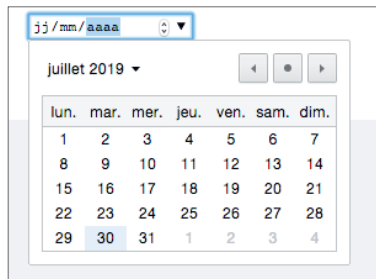 jj/mm/aaaa
juillet 2019
lun. mar. mer. jeu. ven. sam. dim.
1 2 3 4 5 6 7
8 9 10 11 12 13 14
15 16 17 18 19 20 21
22 23 24 25 26 27 28
29 30 31 1 2 3 4